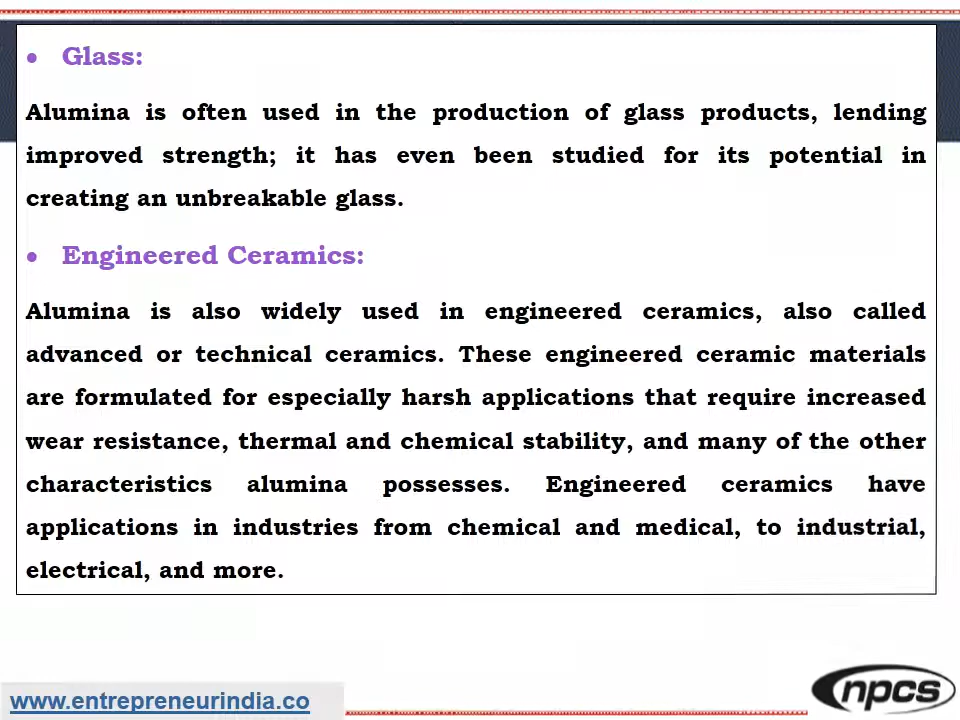 • Glass:
Alumina is often used in the production of glass products, lending
improved strength; it has even been studied for its potential in
creating an unbreakable glass.
• Engineered Ceramics:
Alumina is also widely used in engineered ceramics, also called
advanced or technical ceramics. These engineered ceramic materials
are formulated for especially harsh applications that require increased
wear resistance, thermal and chemical stability, and many of the other
characteristics alumina possesses. Engineered ceramics have
applications in industries from chemical and medical, to industrial,
electrical, and more.
www.entrepreneurindia.co
npcs